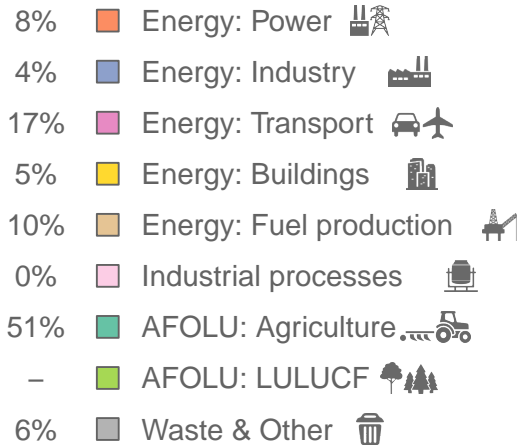 8% Energy: Power
4% Energy: Industry
17% Energy: Transport
5% Energy: Buildings
10% Energy: Fuel production
0% Industrial processes
51% AFOLU: Agriculture
– AFOLU: LULUCF
6% Waste & Other